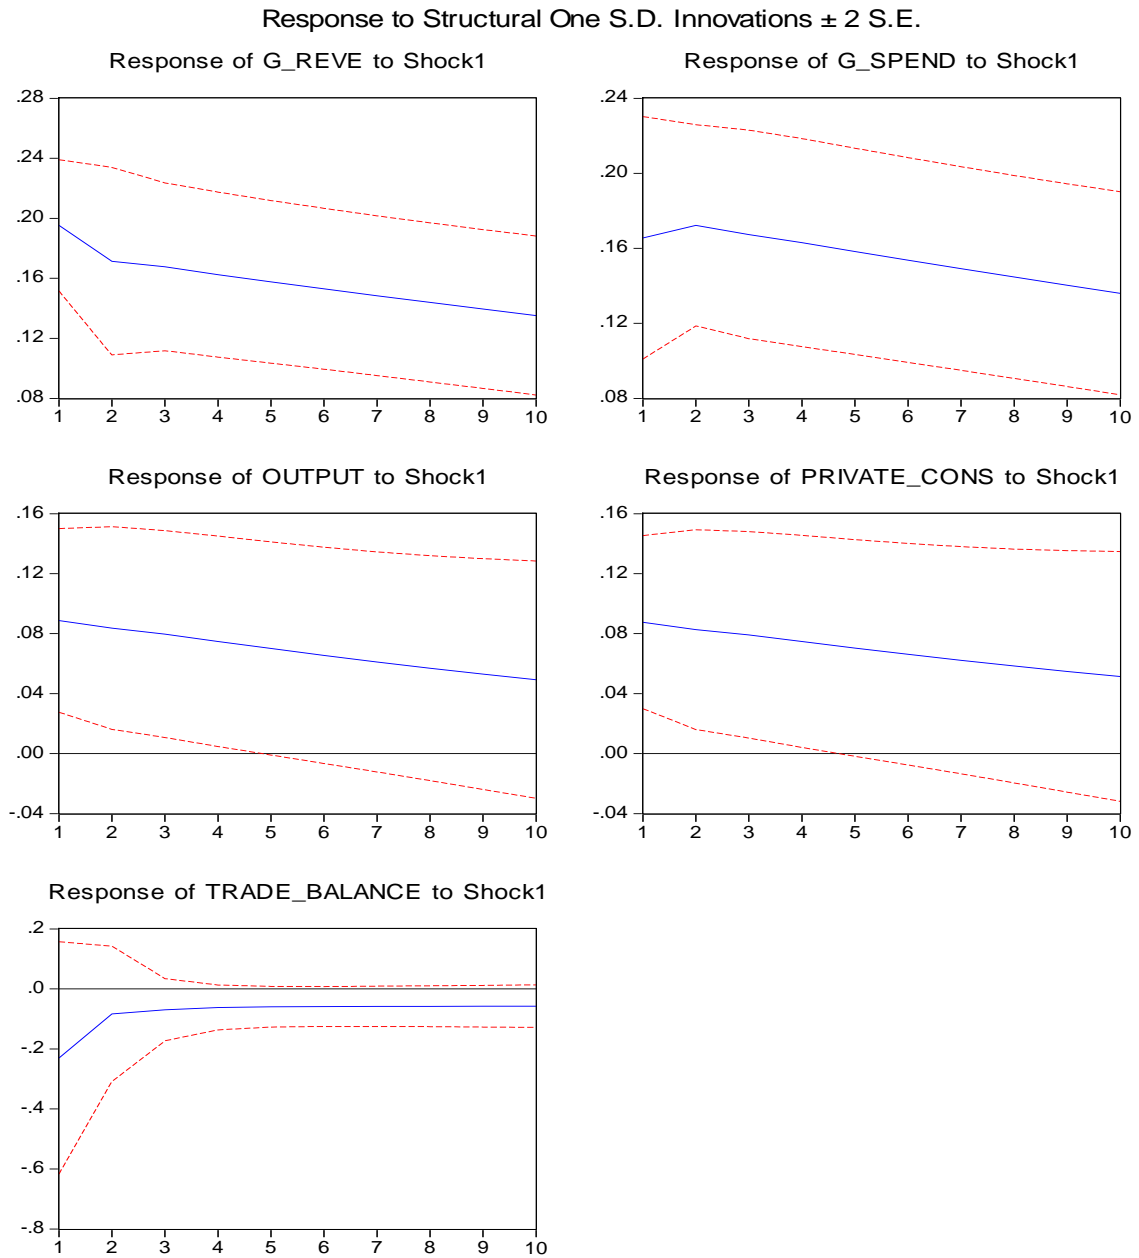 Response to Structural One S.D. Innovations ± 2 S.E.
Response of G_REVE to Shock1
.28
.24
.20
.16
.12
.08
1 2 3 4 5 6 7 8 9 10
Response of G_SPEND to Shock1
.24
.20
.16
.12
.08
1 2 3 4 5 6 7 8 9 10
Response of OUTPUT to Shock1
.16
.12
.08
.04
.00
-.04
1 2 3 4 5 6 7 8 9 10
Response of PRIVATE_CONS to Shock1
.16
.12
.08
.04
.00
-.04
1 2 3 4 5 6 7 8 9 10
Response of TRADE_BALANCE to Shock1
.2
.0
-.2
-.4
-.6
-.8
1 2 3 4 5 6 7 8 9 10